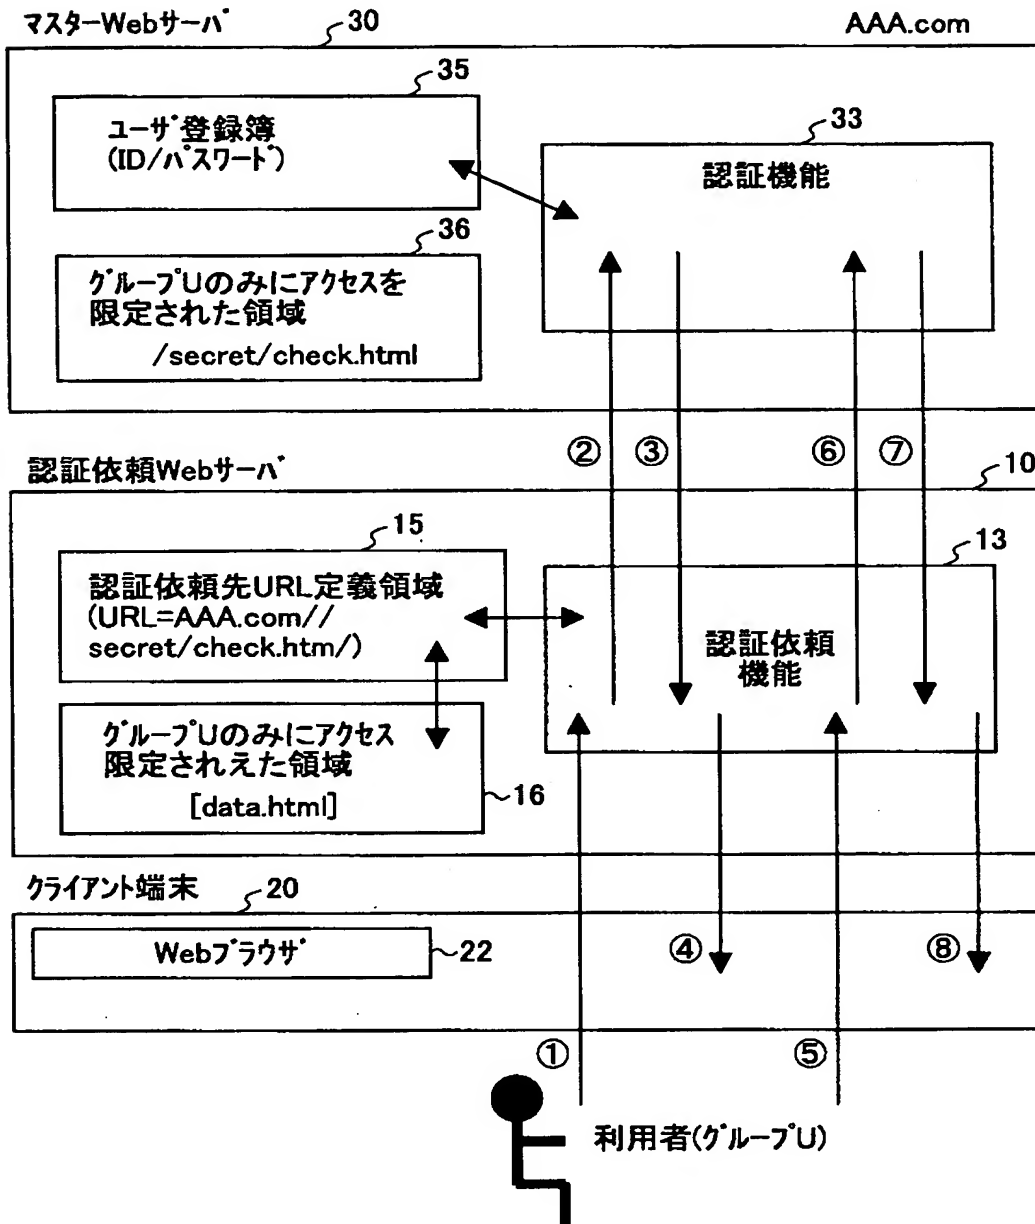 マスターWebサーバ
30
AAA.com
35
ユーザ登録簿
(ID/パスワード)
33
認証機能
36
グループUのみにアクセスを
限定された領域
/secret/check.html
②
③
⑥
⑦
認証依頼Webサーバ
10
15
認証依頼先URL定義領域
(URL=AAA.com//
secret/check.htm/)
13
認証依頼
機能
グループUのみにアクセス
限定されえた領域
[data.html]
16
クライアント端末
20
Webブラウザ
22
④
⑧
①
⑤
利用者(グループU)